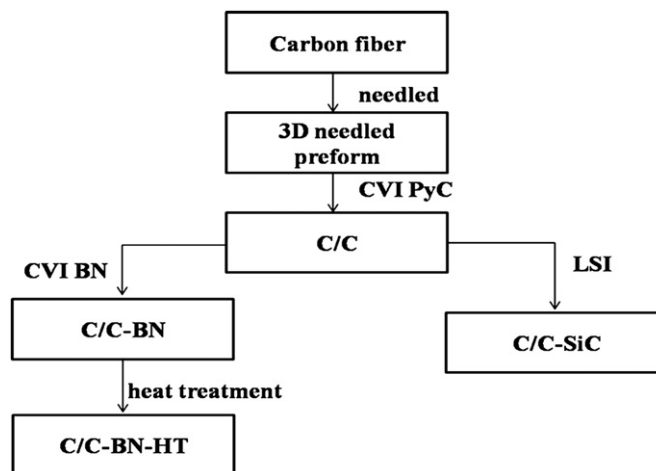 Carbon fiber
needled
3D needled
preform
CVI PyC
C/C
CVI BN
LSI
C/C-BN
C/C-SiC
heat treatment
C/C-BN-HT